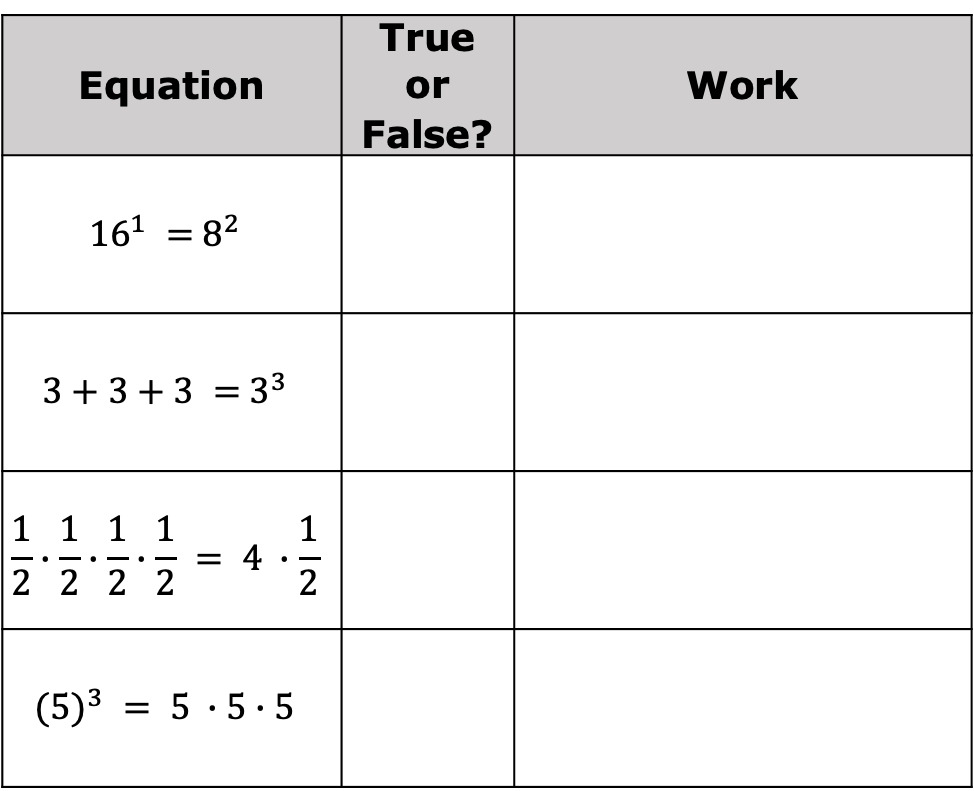 Equation
True
or
False?
Work
16¹ = 8²
3 + 3 + 3 = 3³
1/2 · 1/2 · 1/2 · 1/2 = 4 · 1/2
(5)³ = 5 · 5 · 5